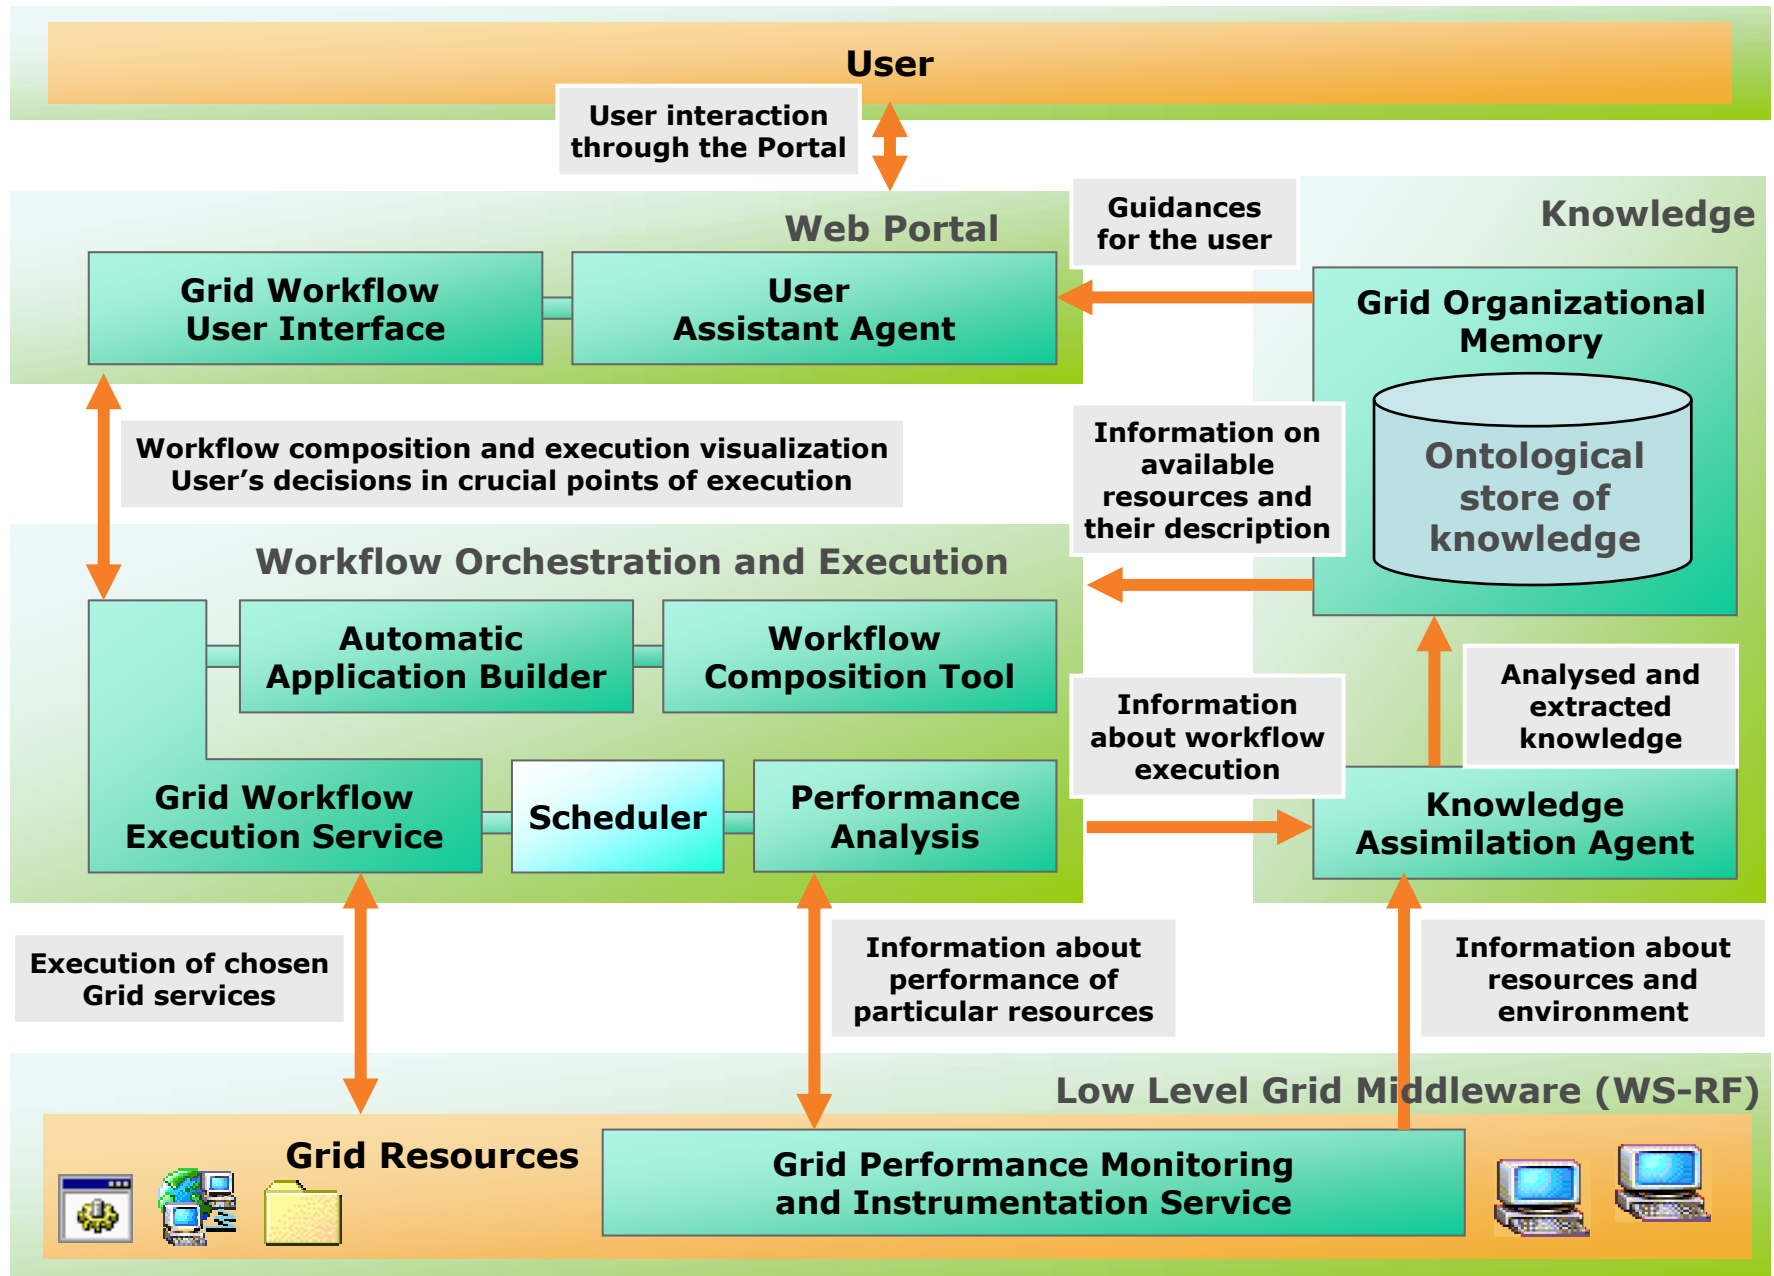 User
User interaction
through the Portal
Web Portal
Guidances
for the user
Knowledge
Grid Workflow
User Interface
User
Assistant Agent
Grid Organizational
Memory
Workflow composition and execution visualization
User's decisions in crucial points of execution
Information on
available
resources and
their description
Ontological
store of
knowledge
Workflow Orchestration and Execution
Automatic
Application Builder
Workflow
Composition Tool
Information
about workflow
execution
Analysed and
extracted
knowledge
Grid Workflow
Execution Service
Scheduler
Performance
Analysis
Knowledge
Assimilation Agent
Execution of chosen
Grid services
Information about
performance of
particular resources
Information about
resources and
environment
Low Level Grid Middleware (WS-RF)
Grid Resources
Grid Performance Monitoring
and Instrumentation Service